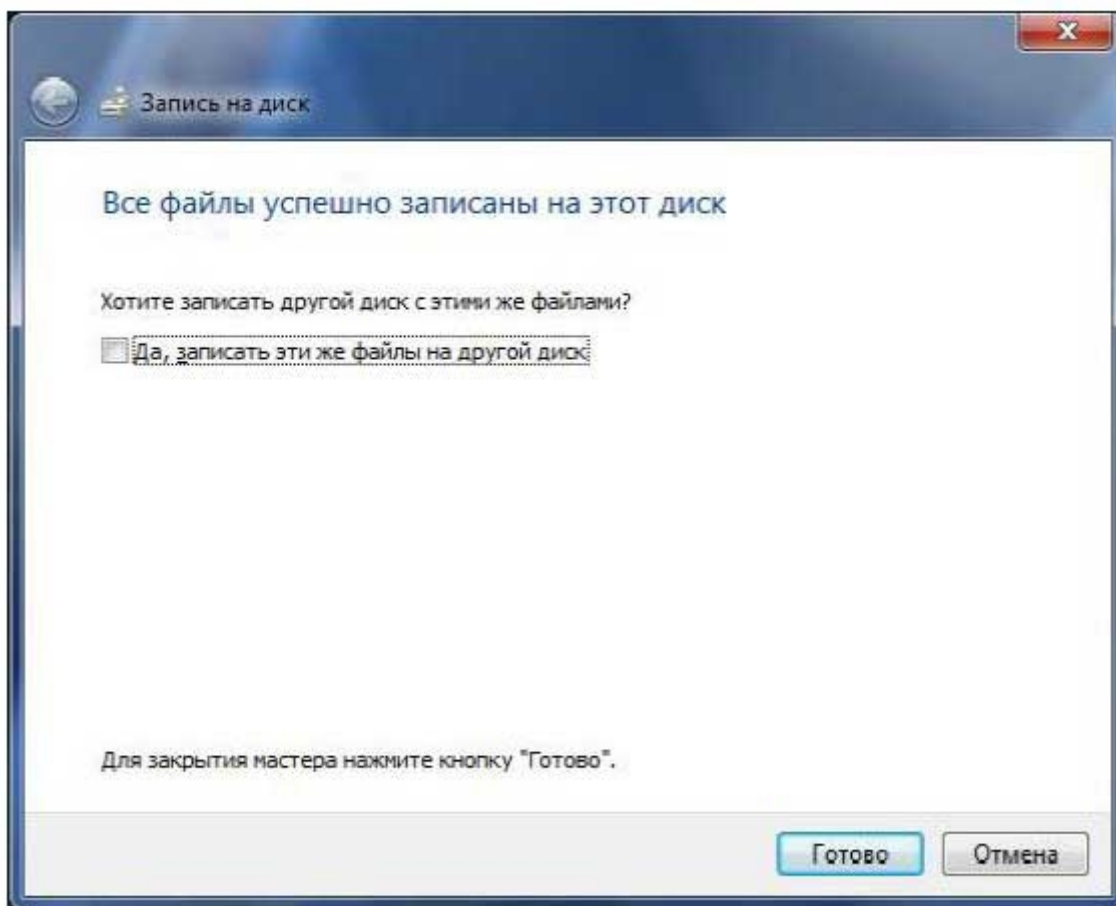 Запись на диск
Все файлы успешно записаны на этот диск
Хотите записать другой диск с этими же файлами?
Да, записать эти же файлы на другой диск
Для закрытия мастера нажмите кнопку "Готово".
Готово Отмена